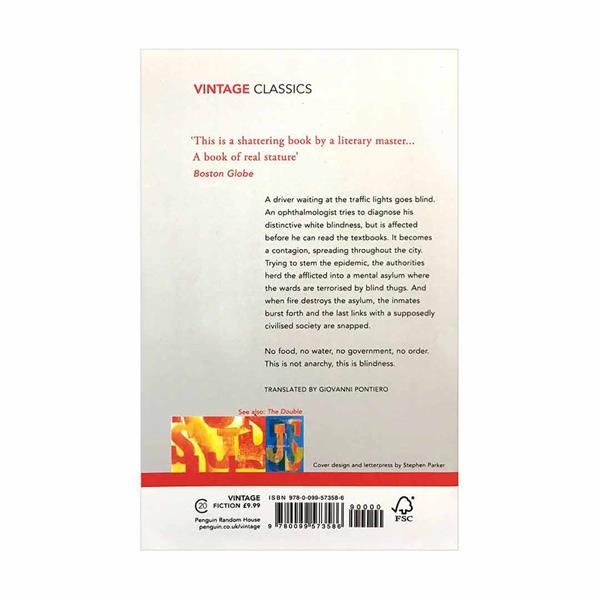 VINTAGE CLASSICS
‘This is a shattering book by a literary master...
A book of real stature’
Boston Globe
A driver waiting at the traffic lights goes blind.
An ophthalmologist tries to diagnose his
distinctive white blindness, but is affected
before he can read the textbooks. It becomes
a contagion, spreading throughout the city.
Trying to stem the epidemic, the authorities
herd the afflicted into a mental asylum where
the wards are terrorised by blind thugs. And
when fire destroys the asylum, the inmates
burst forth and the last links with a supposedly
civilised society are snapped.
No food, no water, no government, no order.
This is not anarchy, this is blindness.
TRANSLATED BY GIOVANNI PONTIERO
See also: The Double
Cover design and letterpress by Stephen Parker
20
VINTAGE
FICTION £9.99
Penguin Random House
penguin.co.uk/vintage
ISBN 978-0-099-57358-6
90000
9 780099 573586
FSC